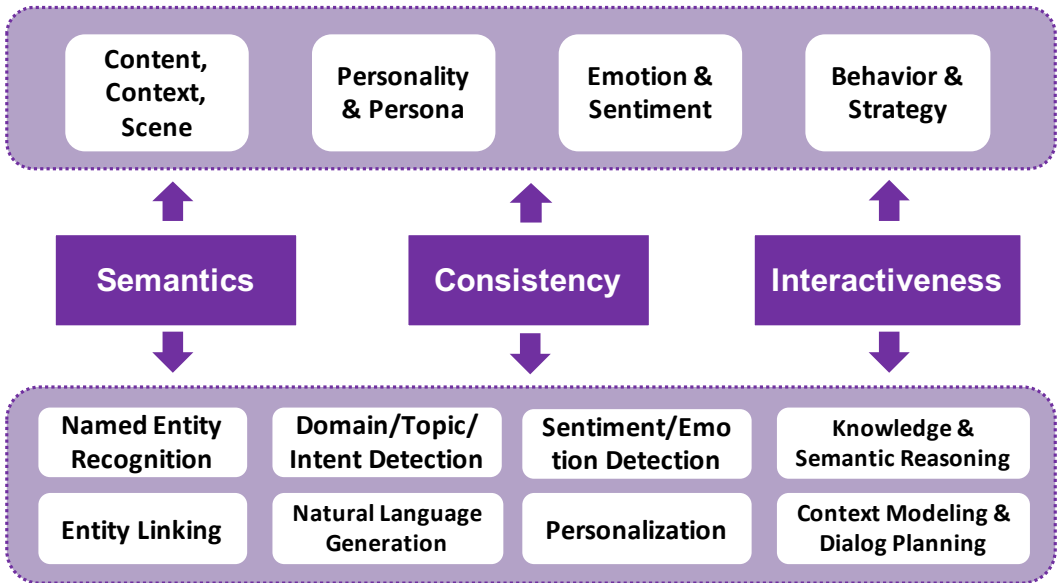 Content,
Context,
Scene
Personality
& Persona
Emotion &
Sentiment
Behavior &
Strategy
Semantics
Consistency
Interactiveness
Named Entity
Recognition
Domain/Topic/
Intent Detection
Sentiment/Emo
tion Detection
Knowledge &
Semantic Reasoning
Entity Linking
Natural Language
Generation
Personalization
Context Modeling &
Dialog Planning